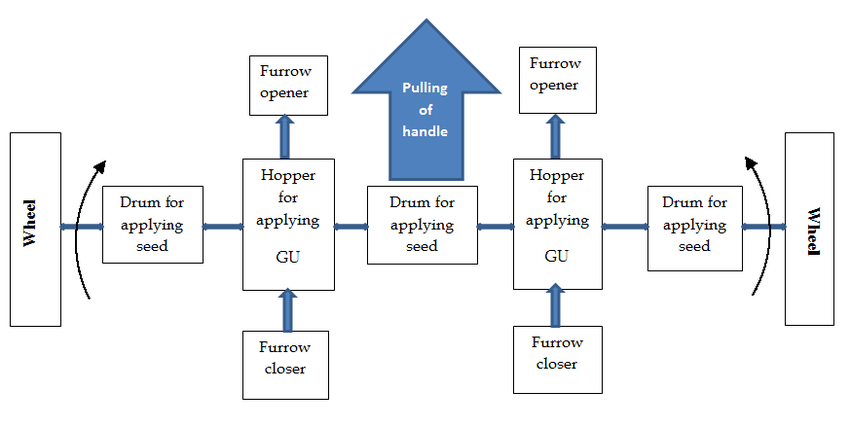 Furrow
opener
Pulling
of
handle
Furrow
opener
Wheel
Drum for
applying
seed
Hopper
for
applying
GU
Drum for
applying
seed
Hopper
for
applying
GU
Drum for
applying
seed
Wheel
Furrow
closer
Furrow
closer